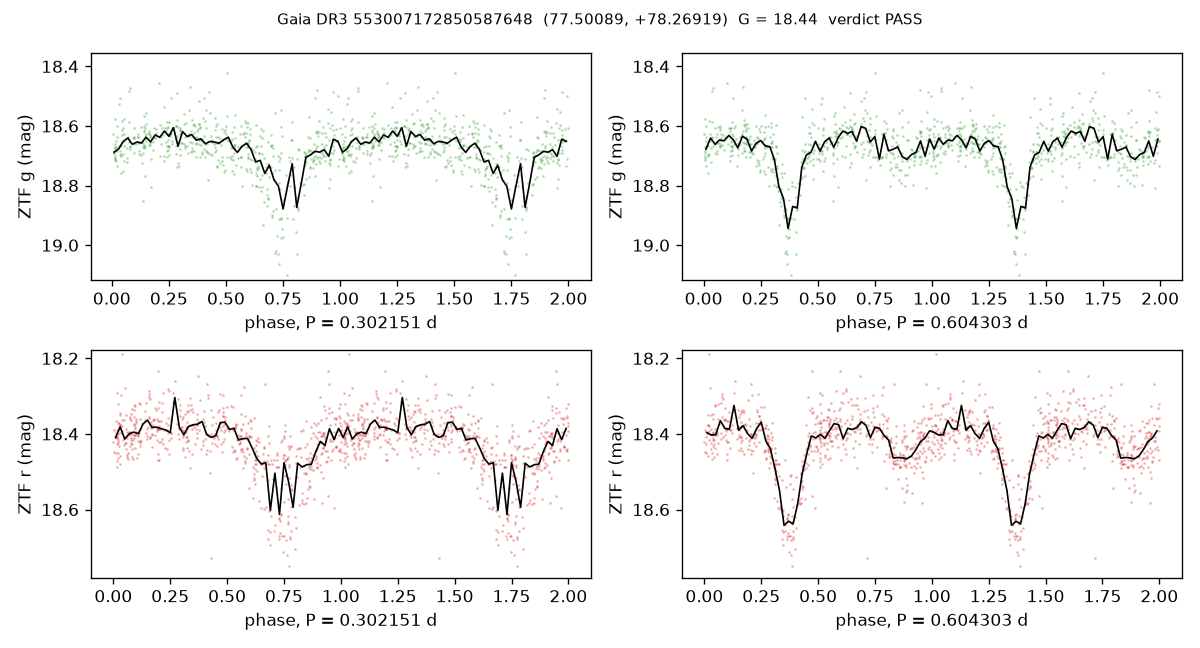 Gaia DR3 553007172850587648 (77.50089, +78.26919) G = 18.44 verdict PASS
ZTF g (mag)
18.4
18.6
18.8
19.0
0.00 0.25 0.50 0.75 1.00 1.25 1.50 1.75 2.00
phase, P = 0.302151 d
ZTF g (mag)
18.4
18.6
18.8
19.0
0.00 0.25 0.50 0.75 1.00 1.25 1.50 1.75 2.00
phase, P = 0.604303 d
ZTF r (mag)
18.2
18.4
18.6
0.00 0.25 0.50 0.75 1.00 1.25 1.50 1.75 2.00
phase, P = 0.302151 d
ZTF r (mag)
18.2
18.4
18.6
0.00 0.25 0.50 0.75 1.00 1.25 1.50 1.75 2.00
phase, P = 0.604303 d